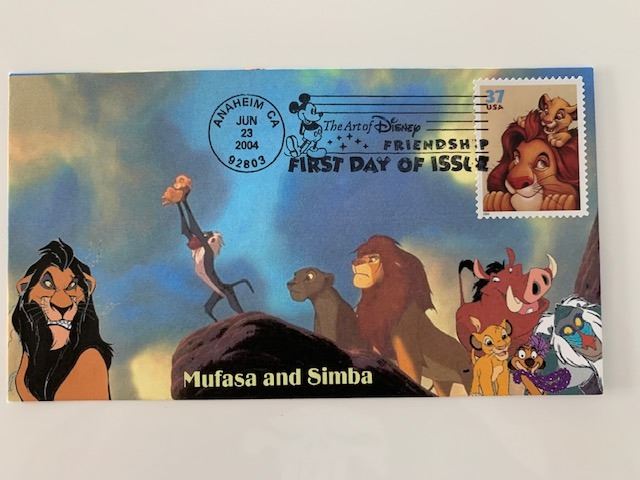 ANAHEIM CA
JUN
23
2004
92803
The Art of Disney
FRIENDSHIP
FIRST DAY OF ISSUE
37
USA
Mufasa and Simba